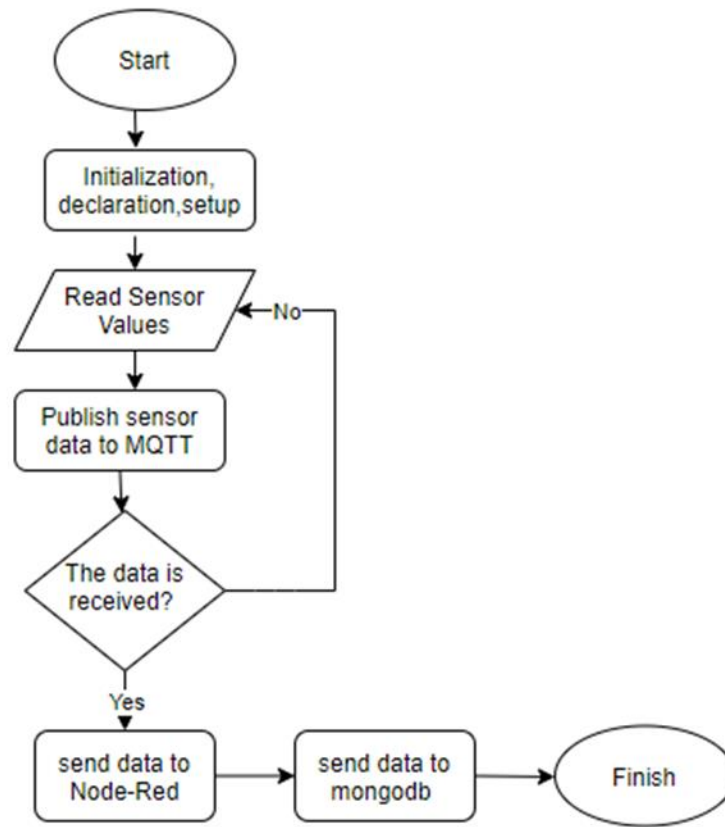 Start
Initialization,
declaration,setup
Read Sensor
Values
No
Publish sensor
data to MQTT
The data is
received?
Yes
send data to
Node-Red
send data to
mongodb
Finish